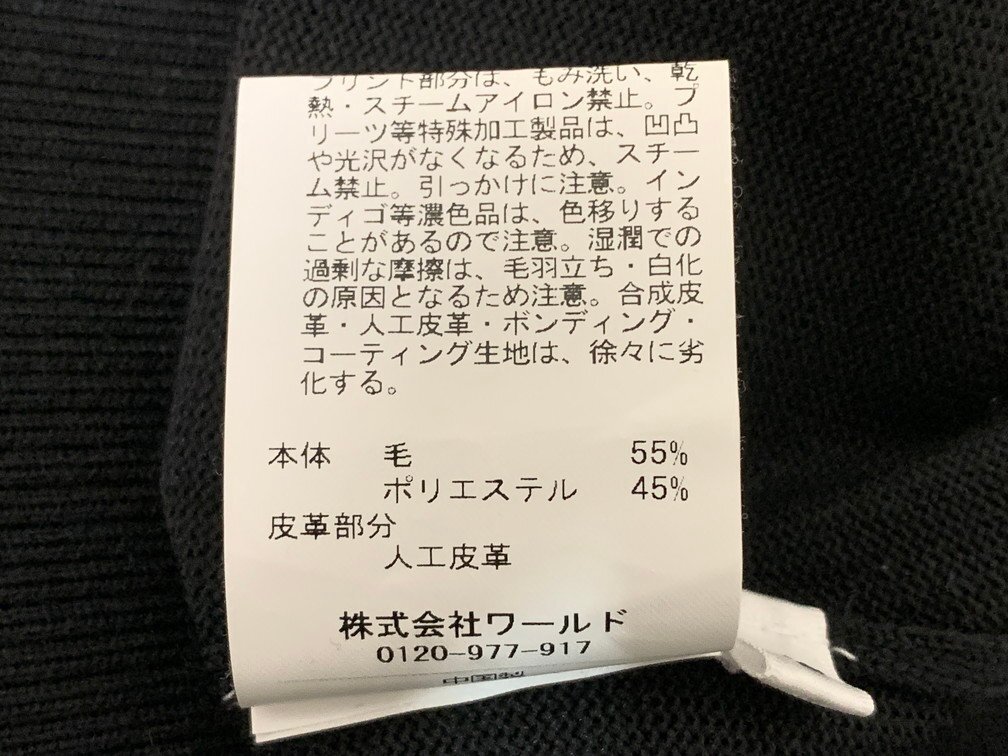 プリント部分は、もみ洗い、乾
熱・スチームアイロン禁止。プ
リーツ等特殊加工製品は、凹凸
や光沢がなくなるため、スチー
ム禁止。引っかけに注意。イン
ディゴ等濃色品は、色移りする
ことがあるので注意。湿潤での
過剰な摩擦は、毛羽立ち・白化
の原因となるため注意。合成皮
革・人工皮革・ボンディング・
コーティング生地は、徐々に劣
化する。
本体 毛 55%
ポリエステル 45%
皮革部分
人工皮革
株式会社ワールド
0120-977-917
中国製